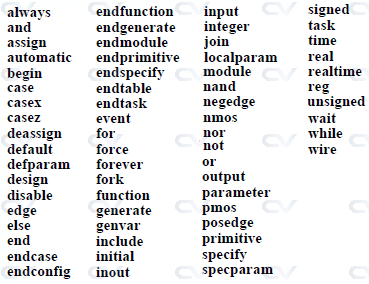 always
and
assign
automatic
begin
case
casex
casez
deassign
default
defparam
design
disable
edge
else
end
endcase
endconfig
endfunction
endgenerate
endmodule
endprimitive
endspecify
endtable
endtask
event
for
force
forever
fork
function
generate
genvar
include
initial
inout
input
integer
join
localparam
module
nand
negedge
nmos
nor
not
or
output
parameter
pmos
posedge
primitive
specify
specparam
signed
task
time
real
realtime
reg
unsigned
wait
while
wire